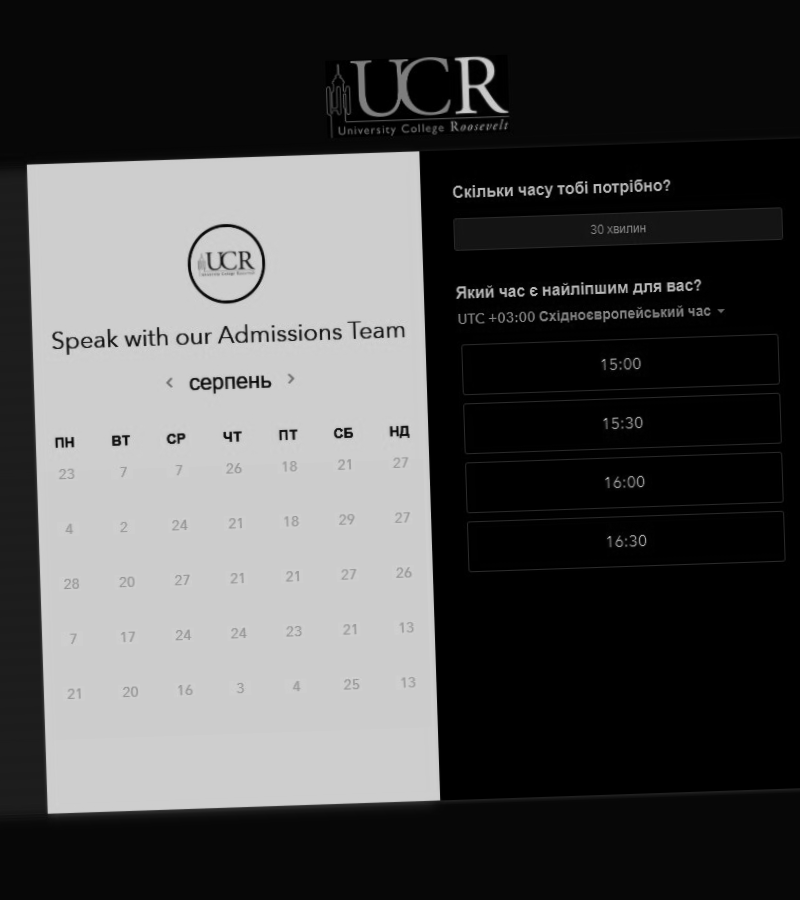 UCR
University College Roosevelt
UCR
University College Roosevelt
Speak with our Admissions Team
серпень
ПН ВТ СР ЧТ ПТ СБ НД
23 7 7 26 18 21 27
4 2 24 21 18 29 27
28 20 27 21 21 27 26
7 17 24 24 23 21 13
21 20 16 3 4 25 13
Скільки часу тобі потрібно?
30 хвилин
Який час є найліпшим для вас?
UTC +03:00 Східноєвропейський час
15:00
15:30
16:00
16:30